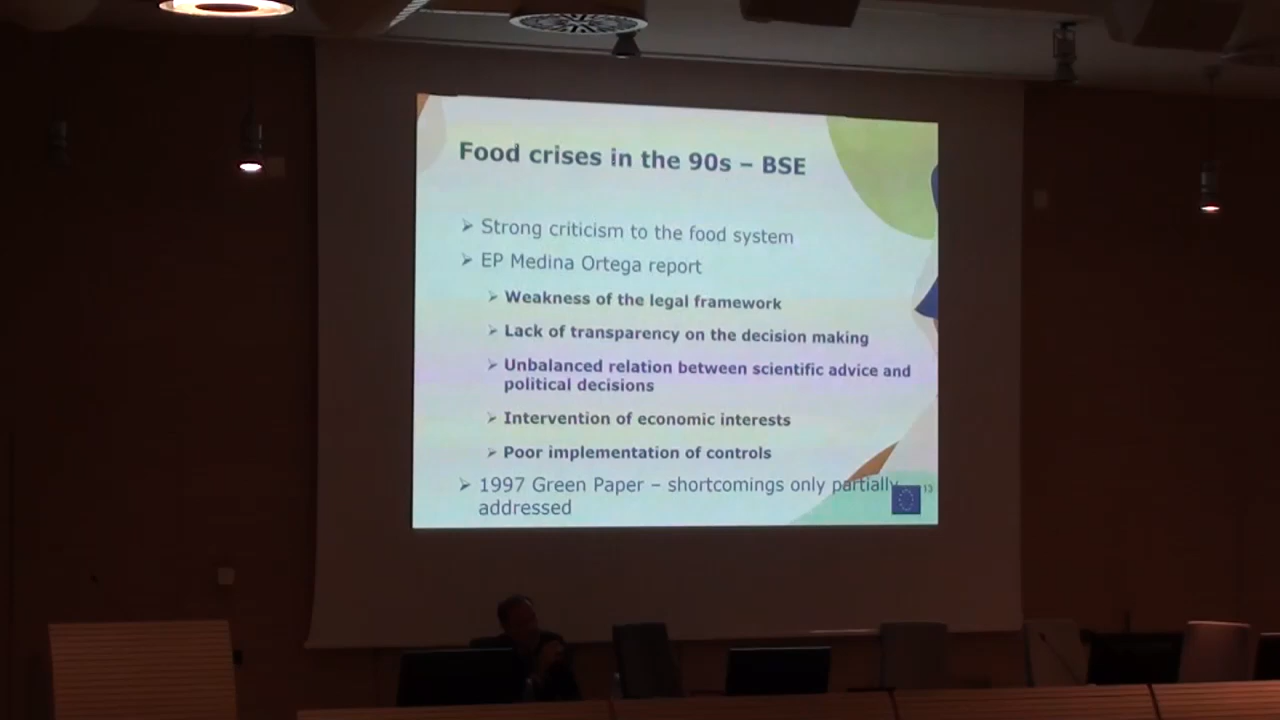 Food crises in the 90s – BSE
➢ Strong criticism to the food system
➢ EP Medina Ortega report
➢ Weakness of the legal framework
➢ Lack of transparency on the decision making
➢ Unbalanced relation between scientific advice and
political decisions
➢ Intervention of economic interests
➢ Poor implementation of controls
➢ 1997 Green Paper – shortcomings only partially
addressed